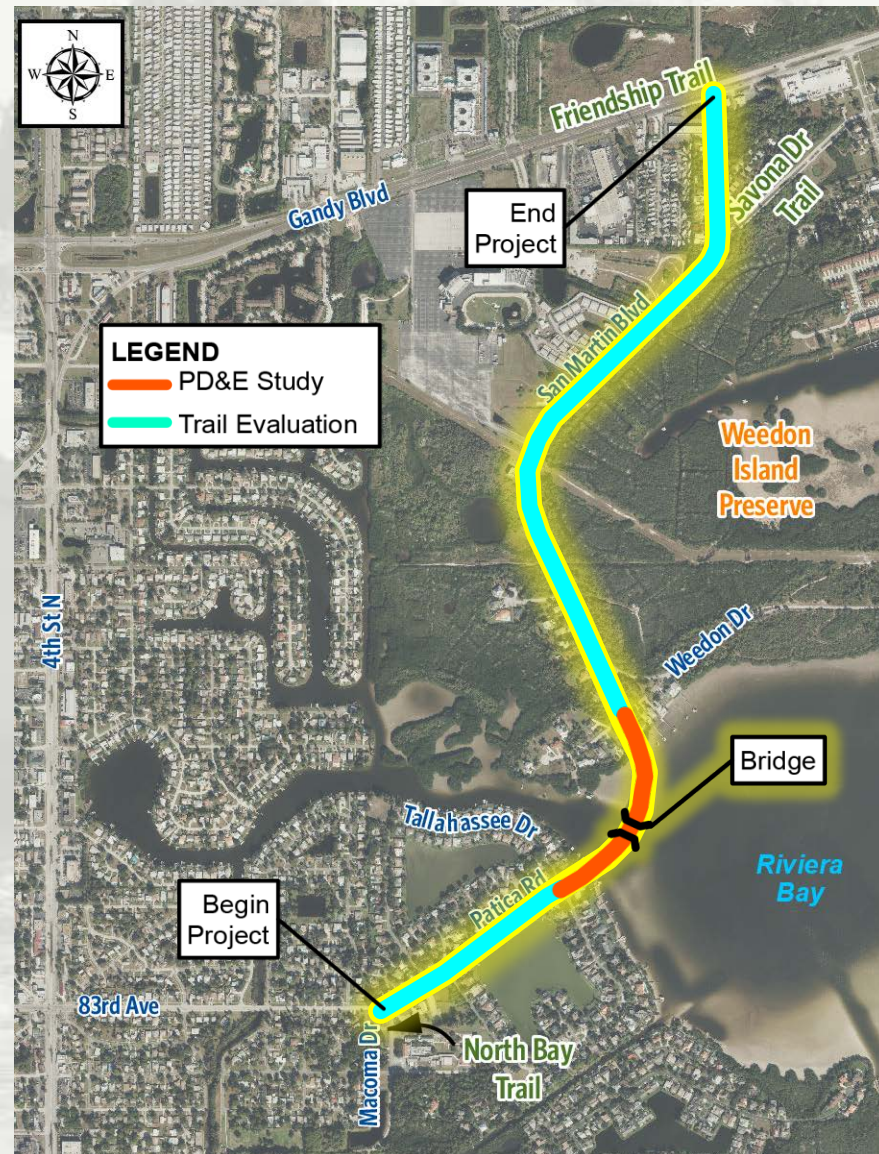 N
W E
S
Friendship Trail
Savona Dr
Trail
Gandy Blvd
End
Project
San Martin Blvd
LEGEND
PD&E Study
Trail Evaluation
Weedon
Island
Preserve
4th St N
Weedon Dr
Bridge
Tallahassee Dr
Riviera
Bay
Patica Rd
Begin
Project
83rd Ave
Macoma Dr
North Bay
Trail